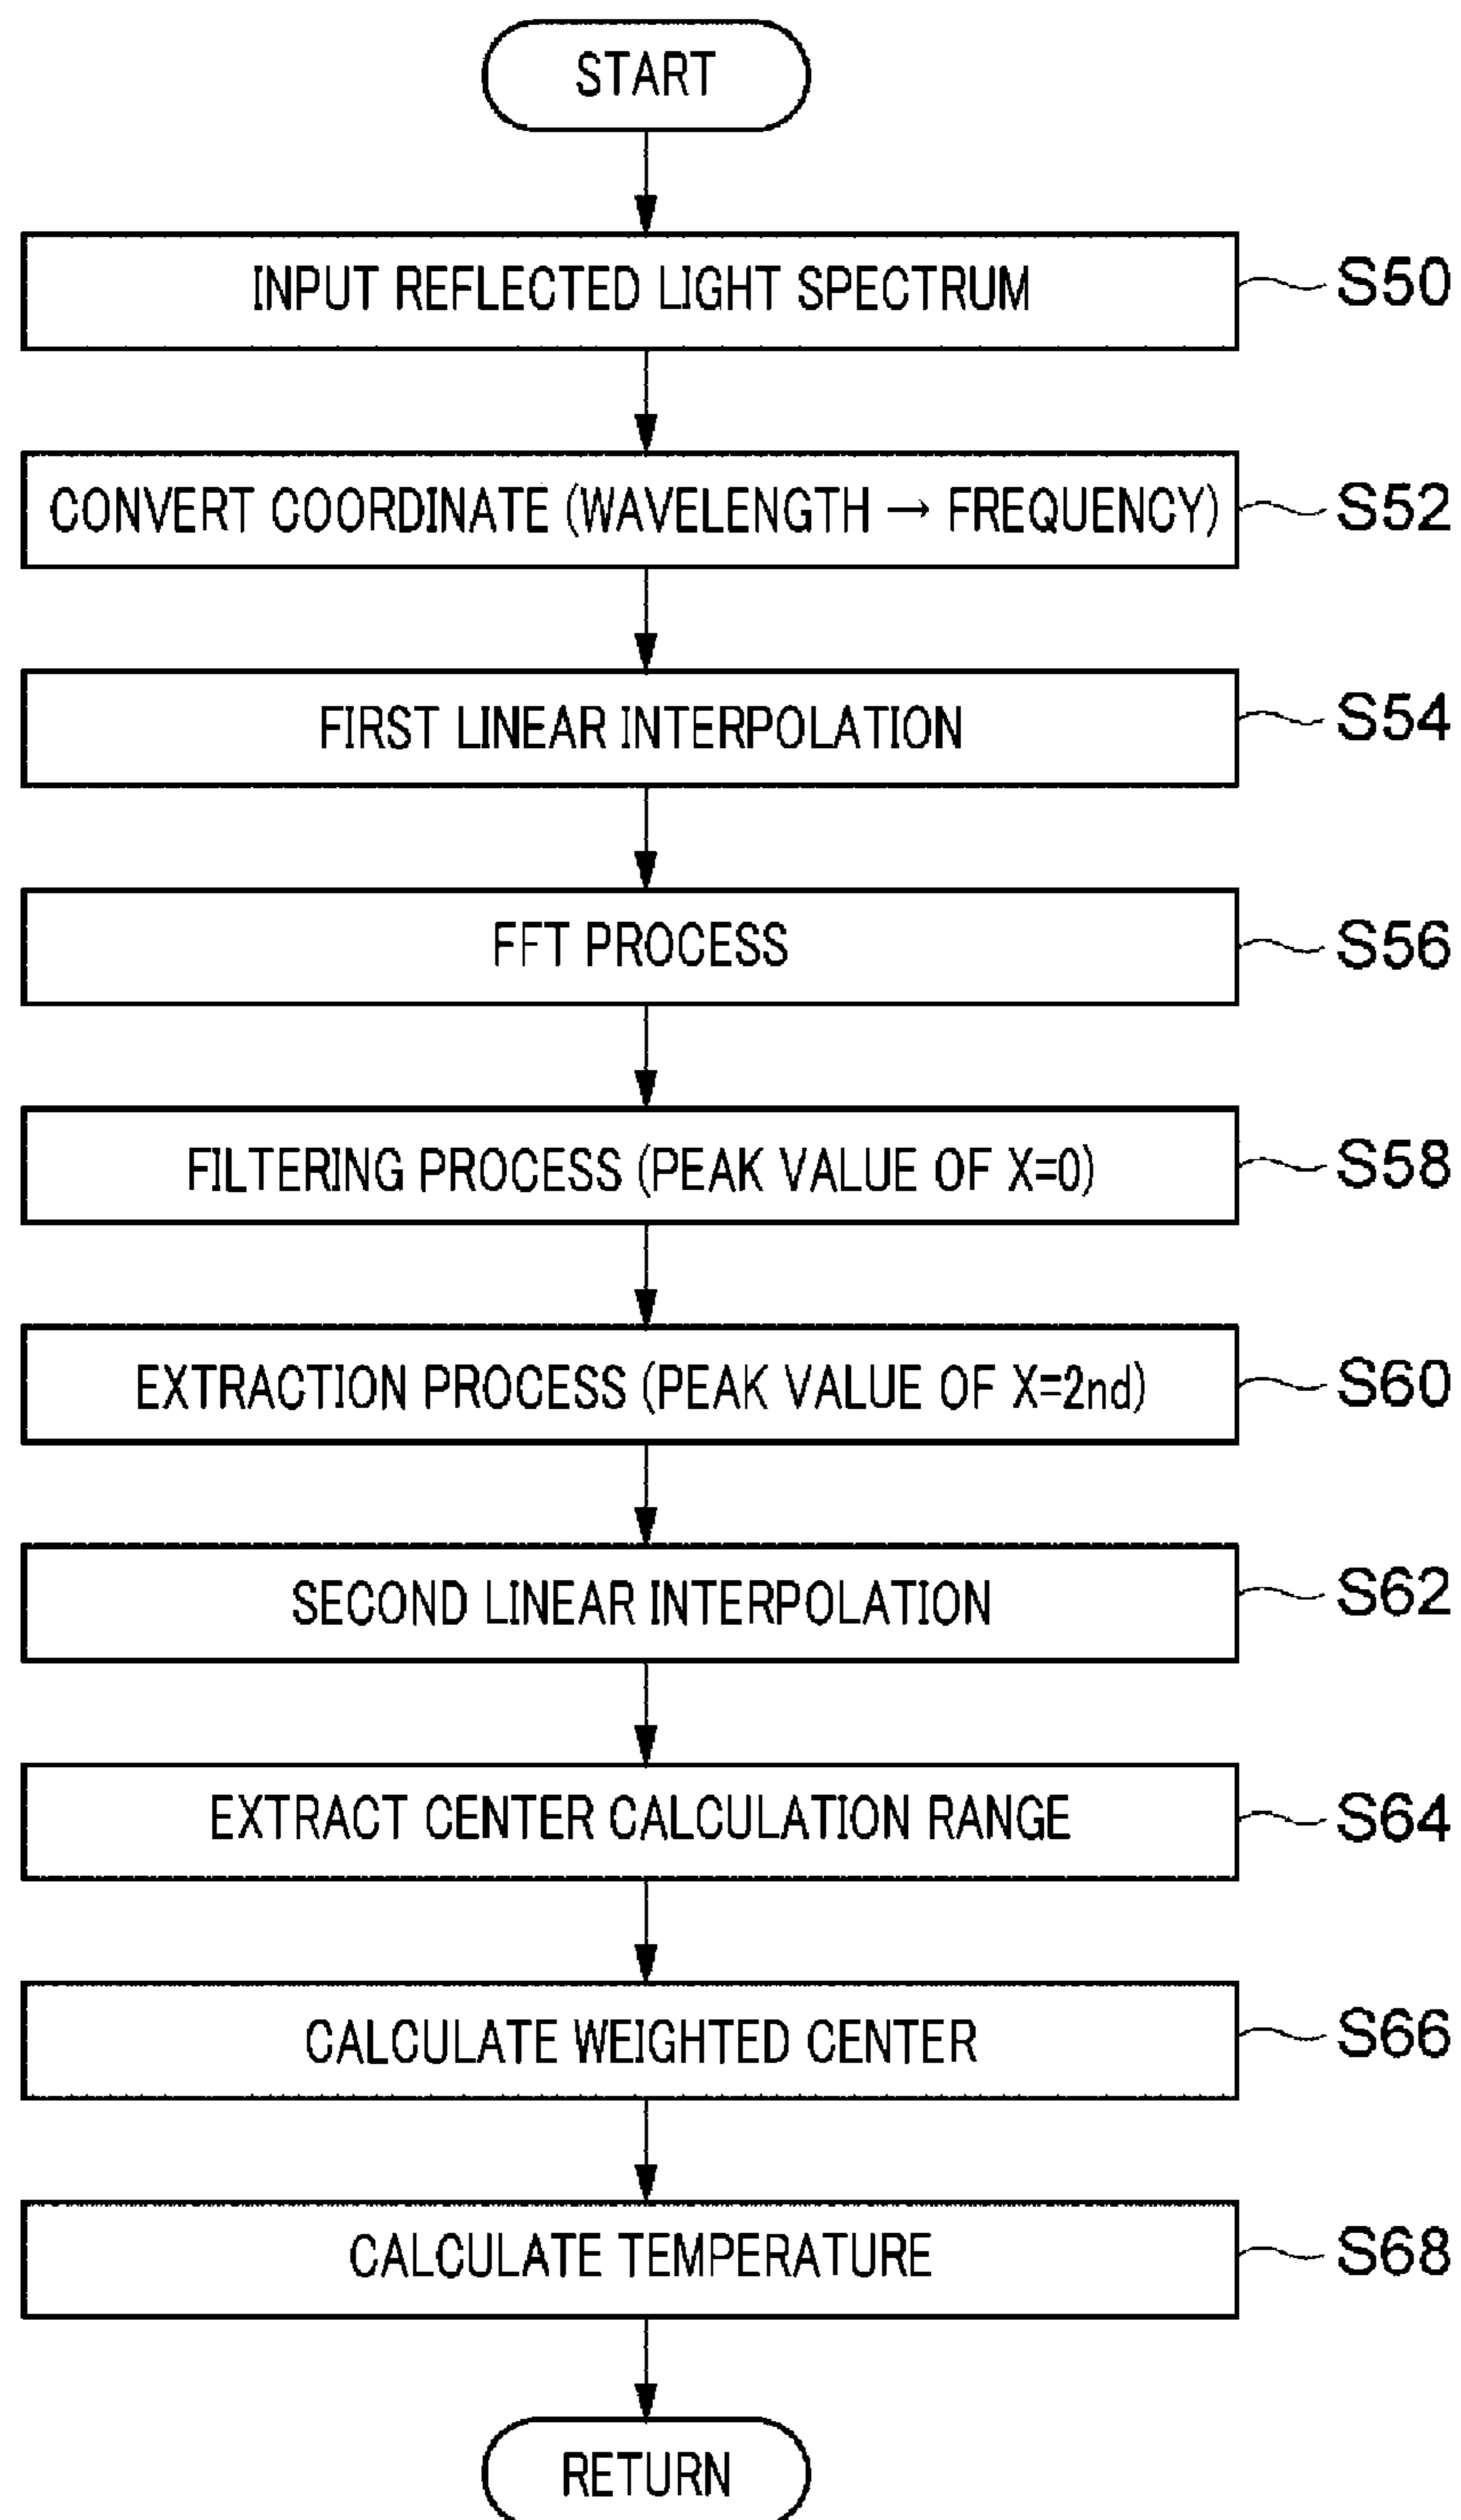 START
INPUT REFLECTED LIGHT SPECTRUM
S50
CONVERT COORDINATE (WAVELENGTH → FREQUENCY)
S52
FIRST LINEAR INTERPOLATION
S54
FFT PROCESS
S56
FILTERING PROCESS (PEAK VALUE OF X=0)
S58
EXTRACTION PROCESS (PEAK VALUE OF X=2nd)
S60
SECOND LINEAR INTERPOLATION
S62
EXTRACT CENTER CALCULATION RANGE
S64
CALCULATE WEIGHTED CENTER
S66
CALCULATE TEMPERATURE
S68
RETURN